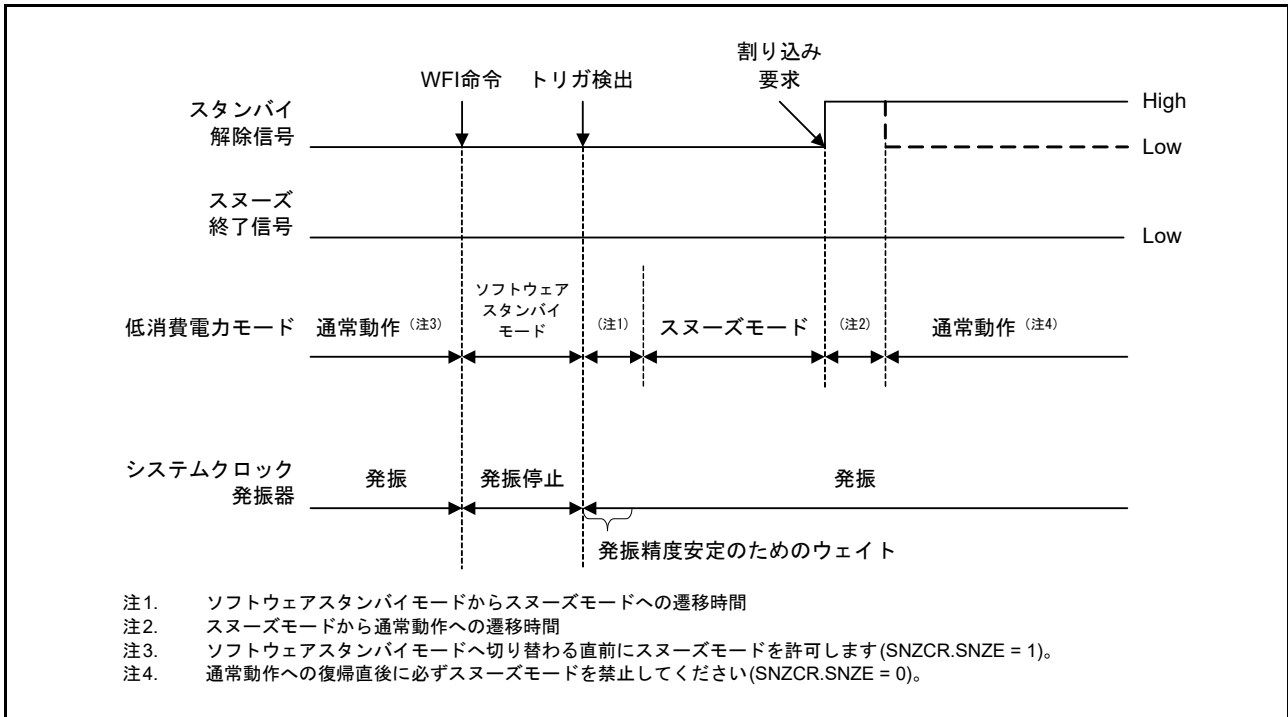 割り込み
要求
WFI命令
トリガ検出
スタンバイ
解除信号
High
Low
スヌーズ
終了信号
Low
低消費電力モード
通常動作（注3）
ソフトウェア
スタンバイ
モード
（注1）
スヌーズモード
（注2）
通常動作（注4）
システムクロック
発振器
発振
発振停止
発振
発振精度安定のためのウェイト
注1. ソフトウェアスタンバイモードからスヌーズモードへの遷移時間
注2. スヌーズモードから通常動作への遷移時間
注3. ソフトウェアスタンバイモードへ切り替わる直前にスヌーズモードを許可します(SNZCR.SNZE = 1)。
注4. 通常動作への復帰直後に必ずスヌーズモードを禁止してください(SNZCR.SNZE = 0)。